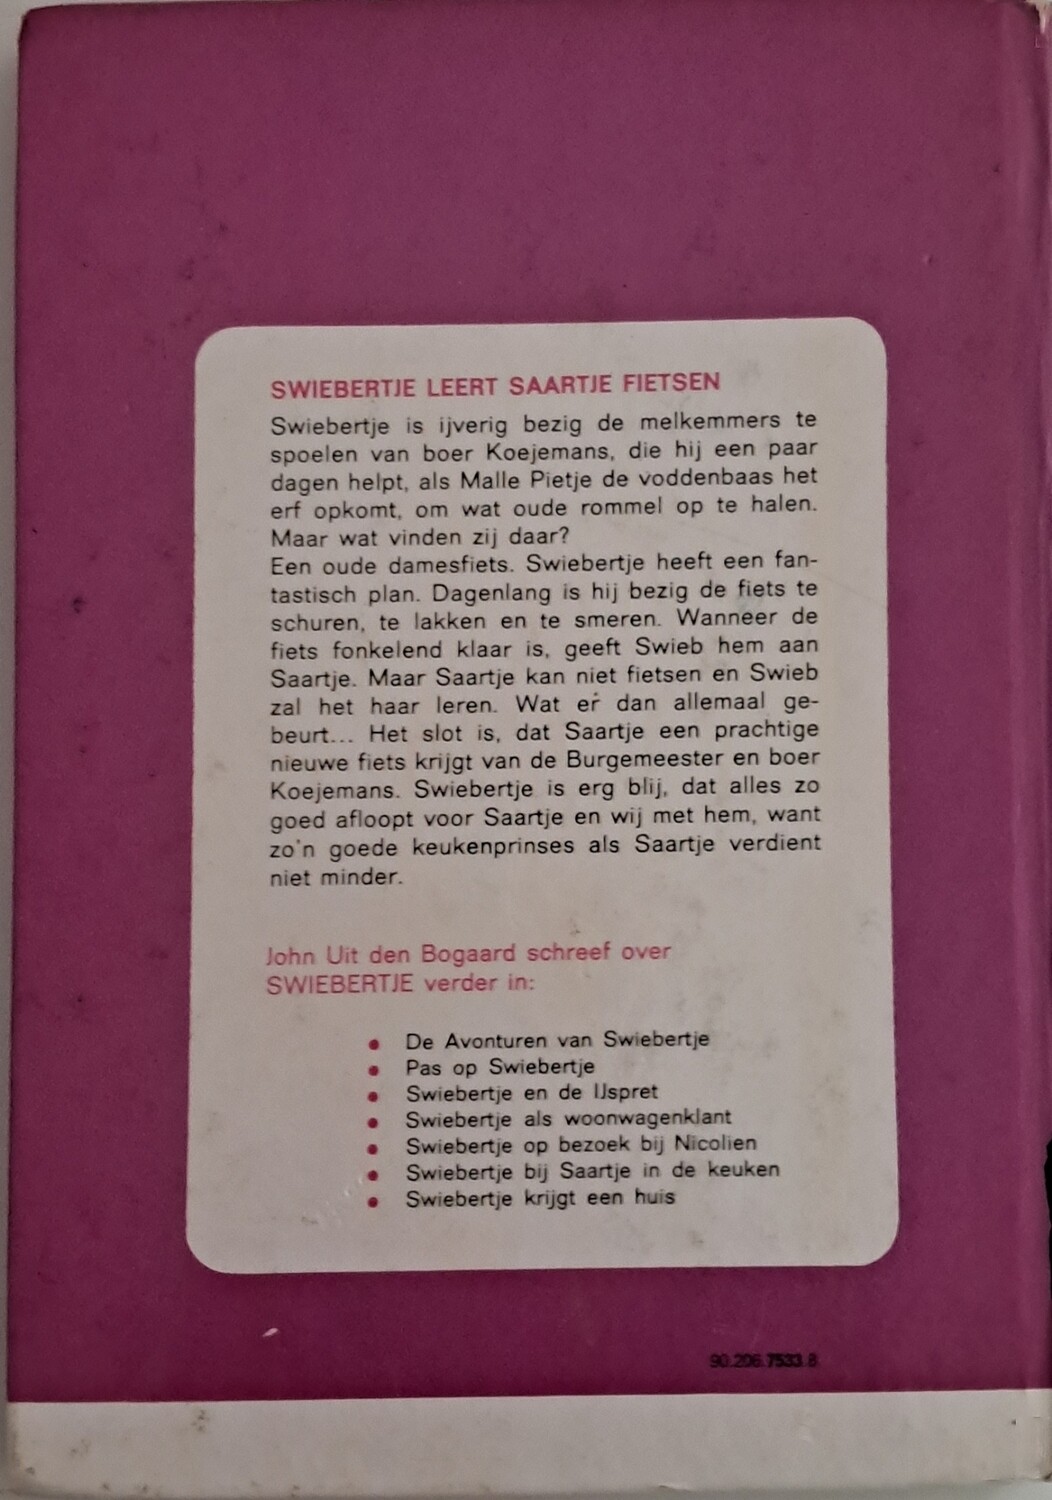 SWIEBERTJE LEERT SAARTJE FIETSEN
Swiebertje is ijverig bezig de melkemmers te
spoelen van boer Koejemans, die hij een paar
dagen helpt, als Malle Pietje de voddenbaas het
erf opkomt, om wat oude rommel op te halen.
Maar wat vinden zij daar?
Een oude damesfiets. Swiebertje heeft een fan-
tastisch plan. Dagenlang is hij bezig de fiets te
schuren, te lakken en te smeren. Wanneer de
fiets fonkelend klaar is, geeft Swieb hem aan
Saartje. Maar Saartje kan niet fietsen en Swieb
zal het haar leren. Wat er dan allemaal ge-
beurt... Het slot is, dat Saartje een prachtige
nieuwe fiets krijgt van de Burgemeester en boer
Koejemans. Swiebertje is erg blij, dat alles zo
goed afloopt voor Saartje en wij met hem, want
zo'n goede keukenprinses als Saartje verdient
niet minder.
John Uit den Bogaard schreef over
SWIEBERTJE verder in:
• De Avonturen van Swiebertje
• Pas op Swiebertje
• Swiebertje en de IJspret
• Swiebertje als woonwagenklant
• Swiebertje op bezoek bij Nicolien
• Swiebertje bij Saartje in de keuken
• Swiebertje krijgt een huis
90.206.7533.8